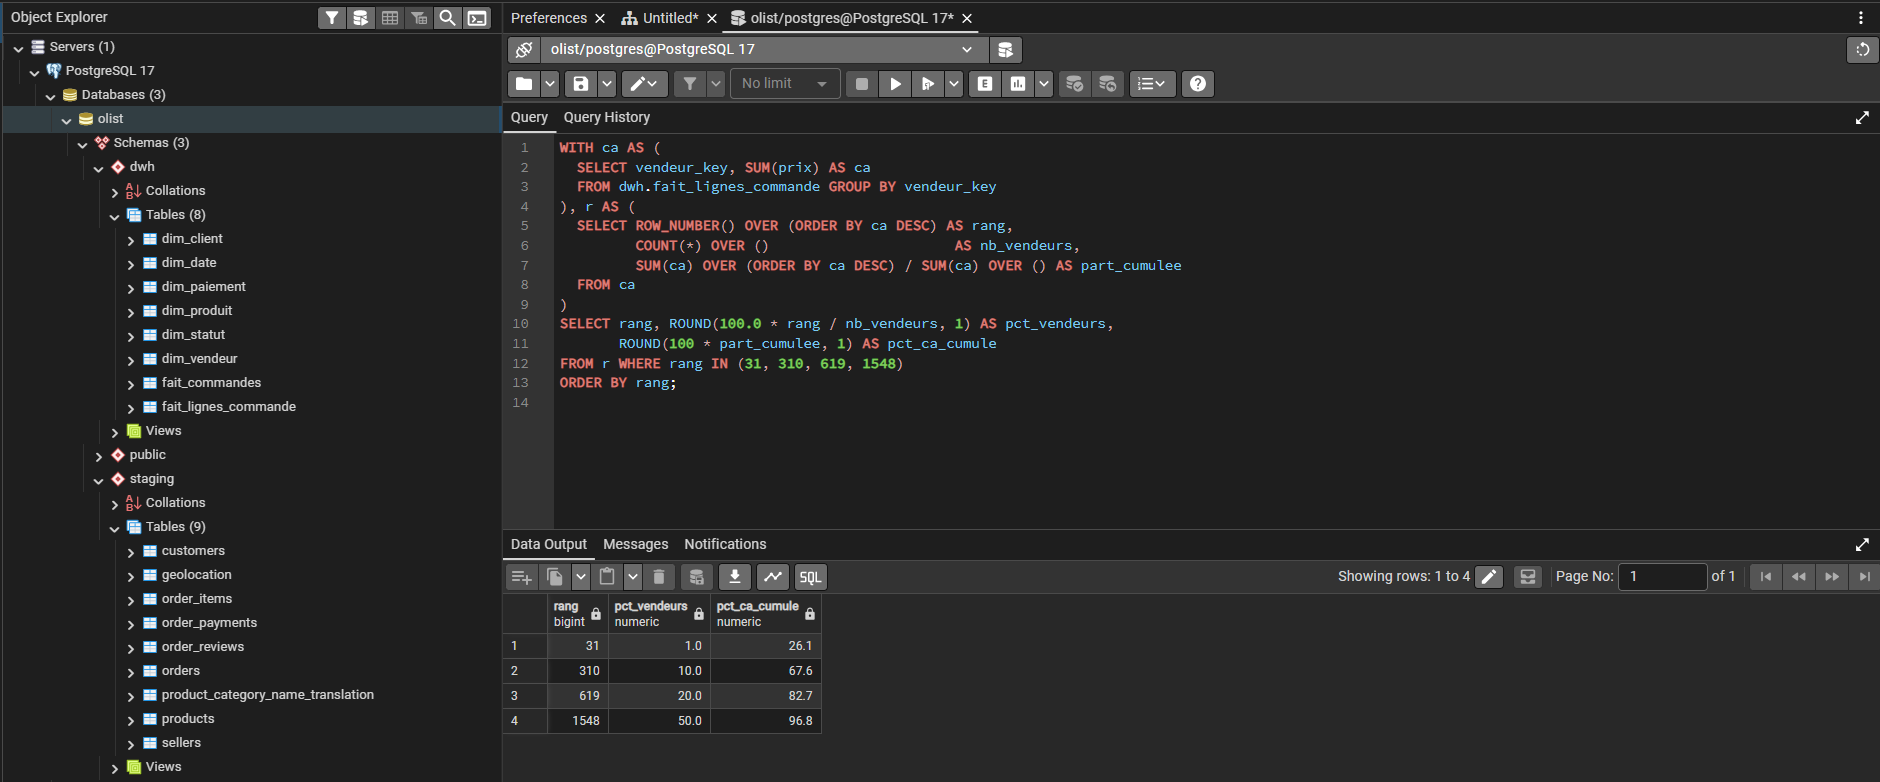 Object Explorer
Servers (1)
PostgreSQL 17
Databases (3)
olist
Schemas (3)
dwh
Collations
Tables (8)
dim_client
dim_date
dim_paiement
dim_produit
dim_statut
dim_vendeur
fait_commandes
fait_lignes_commande
Views
public
staging
Collations
Tables (9)
customers
geolocation
order_items
order_payments
order_reviews
orders
product_category_name_translation
products
sellers
Views
Preferences Untitled* olist/postgres@PostgreSQL 17*
olist/postgres@PostgreSQL 17
No limit E
Query Query History
1 WITH ca AS (
2 SELECT vendeur_key, SUM(prix) AS ca
3 FROM dwh.fait_lignes_commande GROUP BY vendeur_key
4 ), r AS (
5 SELECT ROW_NUMBER() OVER (ORDER BY ca DESC) AS rang,
6 COUNT(*) OVER () AS nb_vendeurs,
7 SUM(ca) OVER (ORDER BY ca DESC) / SUM(ca) OVER () AS part_cumulee
8 FROM ca
9 )
10 SELECT rang, ROUND(100.0 * rang / nb_vendeurs, 1) AS pct_vendeurs,
11 ROUND(100 * part_cumulee, 1) AS pct_ca_cumule
12 FROM r WHERE rang IN (31, 310, 619, 1548)
13 ORDER BY rang;
14
Data Output Messages Notifications
SQL Showing rows: 1 to 4 Page No: 1 of 1
rang pct_vendeurs pct_ca_cumule
bigint numeric numeric
1 31 1.0 26.1
2 310 10.0 67.6
3 619 20.0 82.7
4 1548 50.0 96.8